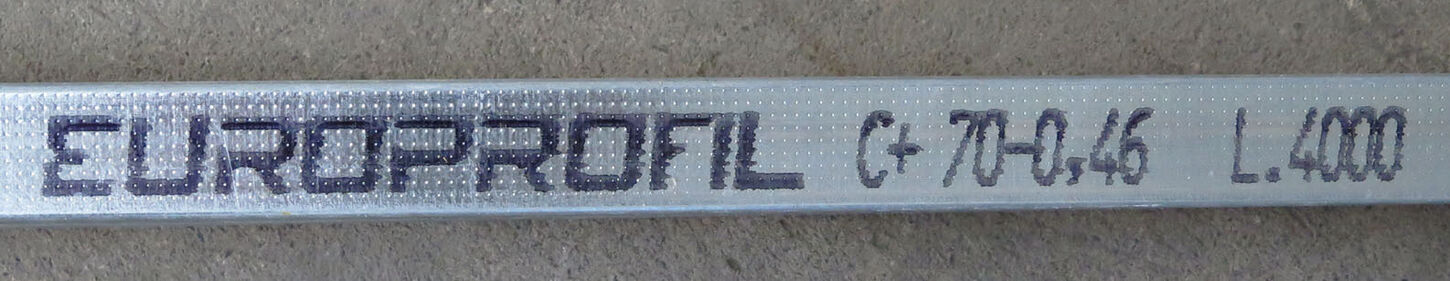 EUROPROFIL C+ 70-0,46 L.4000